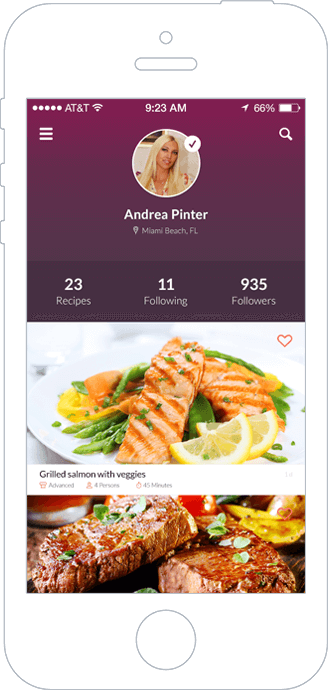 AT&T 9:23 AM 66%
Andrea Pinter
Miami Beach, FL
23 11 935
Recipes Following Followers
Grilled salmon with veggies
Advanced 4 Persons 45 Minutes